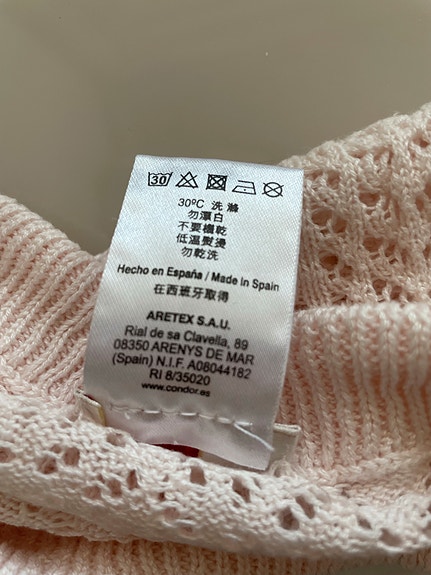 30
30ºC 洗滌
勿漂白
不要機乾
低温熨燙
勿乾洗
Hecho en España / Made in Spain
在西班牙取得
ARETEX S.A.U.
Rial de sa Clavella, 89
08350 ARENYS DE MAR
(Spain) N.I.F. A08044182
RI 8/35020
www.condor.es